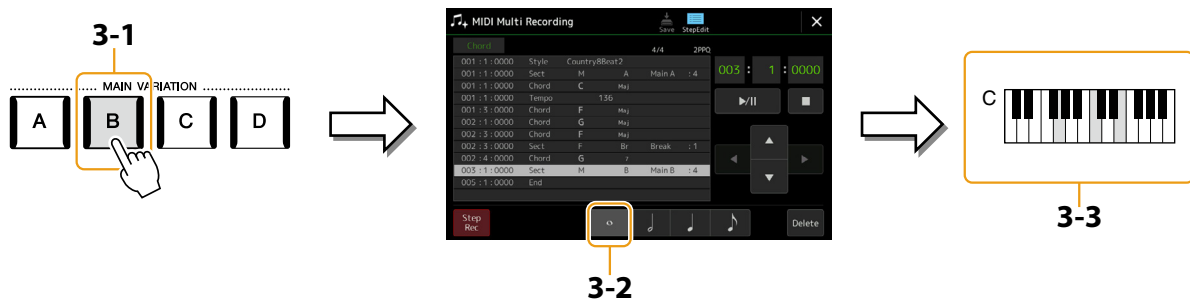 3-1
MAIN VARIATION
A B C D
MIDI Multi Recording
Save StepEdit
Chord 4/4 2PPQ
001 : 1 : 0000 Style Country8Beat2
001 : 1 : 0000 Sect M A Main A : 4
001 : 1 : 0000 Chord C Maj
001 : 1 : 0000 Tempo 136
001 : 3 : 0000 Chord F Maj
002 : 1 : 0000 Chord G Maj
002 : 3 : 0000 Chord F Maj
002 : 3 : 0000 Sect F Br Break : 1
002 : 4 : 0000 Chord G 7
003 : 1 : 0000 Sect M B Main B : 4
005 : 1 : 0000 End
003 : 1 : 0000
Step
Rec
Delete
3-2
C
3-3